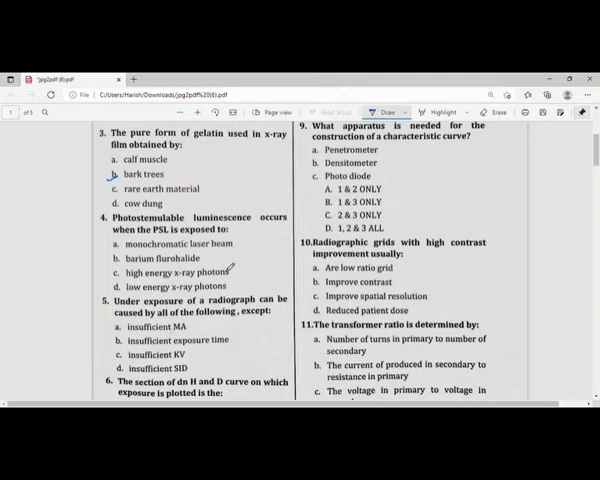 *jpg2pdf (6).pdf
File | C:/Users/Harish/Downloads/jpg2pdf%20(6).pdf
1 of 5
Page view
Read aloud
Draw
Highlight
Erase
3. The pure form of gelatin used in x-ray
film obtained by:
a. calf muscle
b. bark trees
c. rare earth material
d. cow dung
4. Photostemulable luminescence occurs
when the PSL is exposed to:
a. monochromatic laser beam
b. barium flurohalide
c. high energy x-ray photons
d. low energy x-ray photons
5. Under exposure of a radiograph can be
caused by all of the following, except:
a. insufficient MA
b. insufficient exposure time
c. insufficient KV
d. insufficient SID
6. The section of dn H and D curve on which
exposure is plotted is the:
9. What apparatus is needed for the
construction of a characteristic curve?
a. Penetrometer
b. Densitometer
c. Photo diode
A. 1 & 2 ONLY
B. 1 & 3 ONLY
C. 2 & 3 ONLY
D. 1, 2 & 3 ALL
10. Radiographic grids with high contrast
improvement usually:
a. Are low ratio grid
b. Improve contrast
c. Improve spatial resolution
d. Reduced patient dose
11. The transformer ratio is determined by:
a. Number of turns in primary to number of
secondary
b. The current of produced in secondary to
resistance in primary
c. The voltage in primary to voltage in